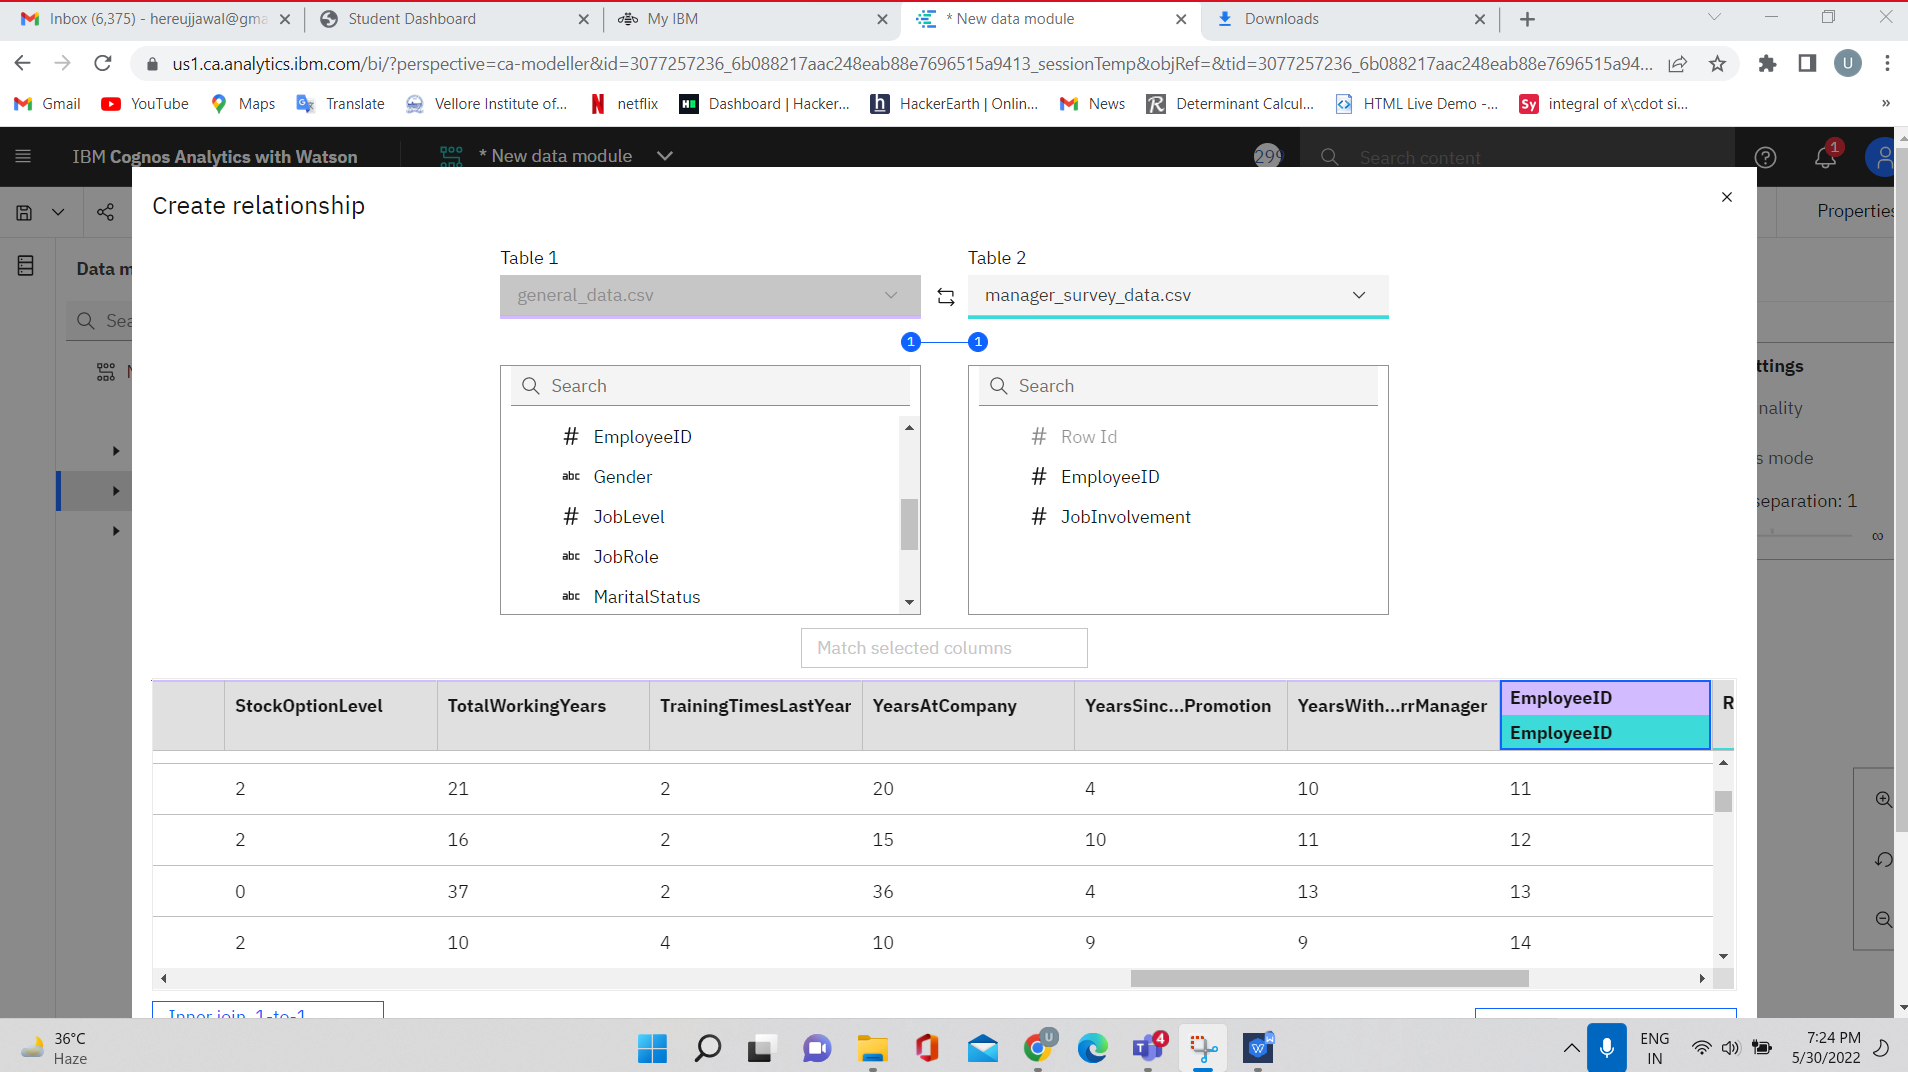 Inbox (6,375) - hereujjawal@gma
Student Dashboard
My IBM
* New data module
Downloads
us1.ca.analytics.ibm.com/bi/?perspective=ca-modeller&id=3077257236_6b088217aac248eab88e7696515a9413_sessionTemp&objRef=&tid=3077257236_6b088217aac248eab88e7696515a94...
U
Gmail
YouTube
Maps
Translate
Vellore Institute of...
netflix
Dashboard | Hacker...
HackerEarth | Onlin...
News
Determinant Calcul...
HTML Live Demo -...
Sy
integral of x\cdot si...
»
IBM Cognos Analytics with Watson
* New data module
299
Search content
1
Create relationship
Properties
Data m
Table 1
Table 2
general_data.csv
manager_survey_data.csv
Sea
1
1
N
ttings
Search
Search
nality
EmployeeID
Row Id
s mode
Gender
EmployeeID
separation: 1
JobLevel
JobInvolvement
∞
JobRole
MaritalStatus
Match selected columns
StockOptionLevel
TotalWorkingYears
TrainingTimesLastYear
YearsAtCompany
YearsSinc...Promotion
YearsWith...rrManager
EmployeeID
EmployeeID
R
2 21 2 20 4 10 11
2 16 2 15 10 11 12
0 37 2 36 4 13 13
2 10 4 10 9 9 14
Inner join, 1-to-1
36°C
Haze
U
4
ENG
IN
7:24 PM
5/30/2022